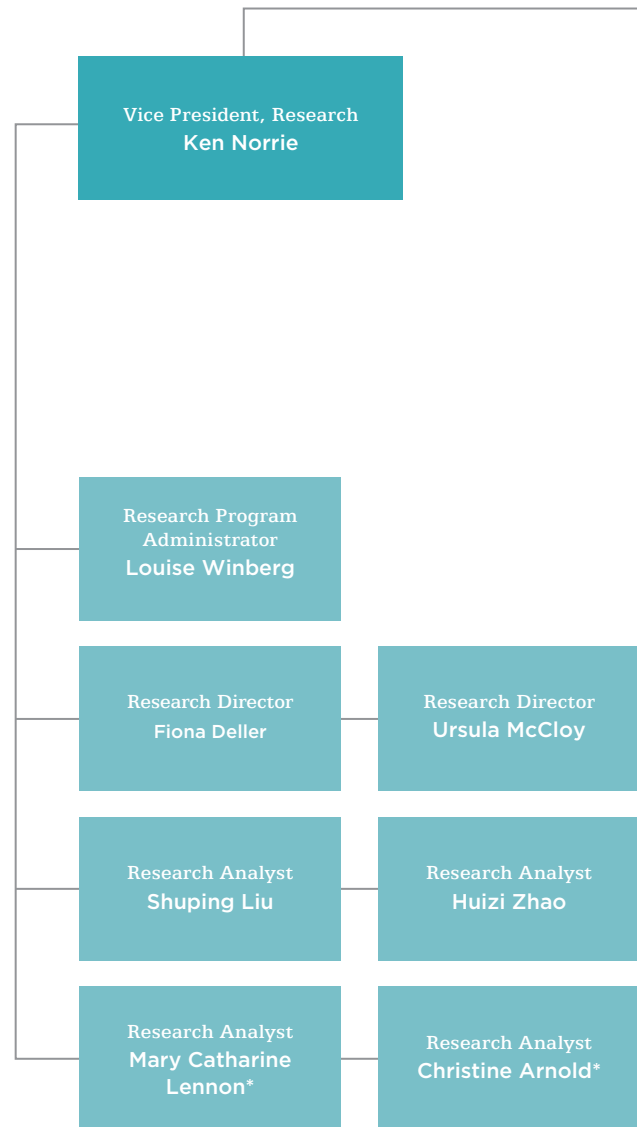 Vice President, Research
Ken Norrie
Research Program
Administrator
Louise Winberg
Research Director
Fiona Deller
Research Director
Ursula McCloy
Research Analyst
Shuping Liu
Research Analyst
Huizi Zhao
Research Analyst
Mary Catharine
Lennon*
Research Analyst
Christine Arnold*